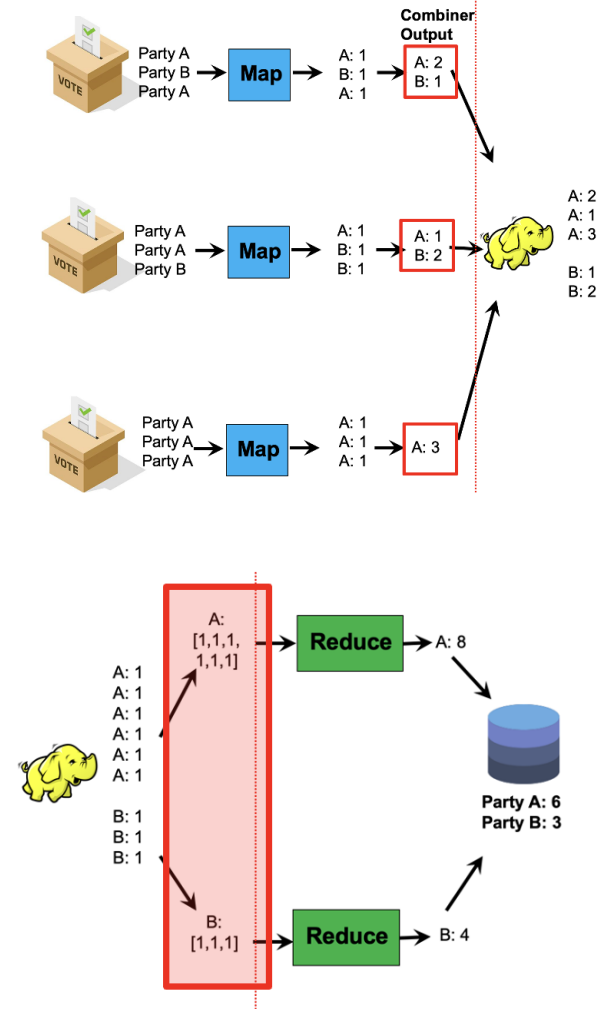 Combiner
Output
Party A
Party B
Party A
VOTE
Map
A: 1
B: 1
A: 1
A: 2
B: 1
Party A
Party A
Party B
VOTE
Map
A: 1
B: 1
B: 1
A: 1
B: 2
A: 2
A: 1
A: 3
B: 1
B: 2
Party A
Party A
Party A
VOTE
Map
A: 1
A: 1
A: 1
A: 3
A: 1
A: 1
A: 1
A: 1
A: 1
A: 1
B: 1
B: 1
B: 1
A:
[1,1,1,
1,1,1]
Reduce
A: 8
B:
[1,1,1]
Reduce
B: 4
Party A: 6
Party B: 3